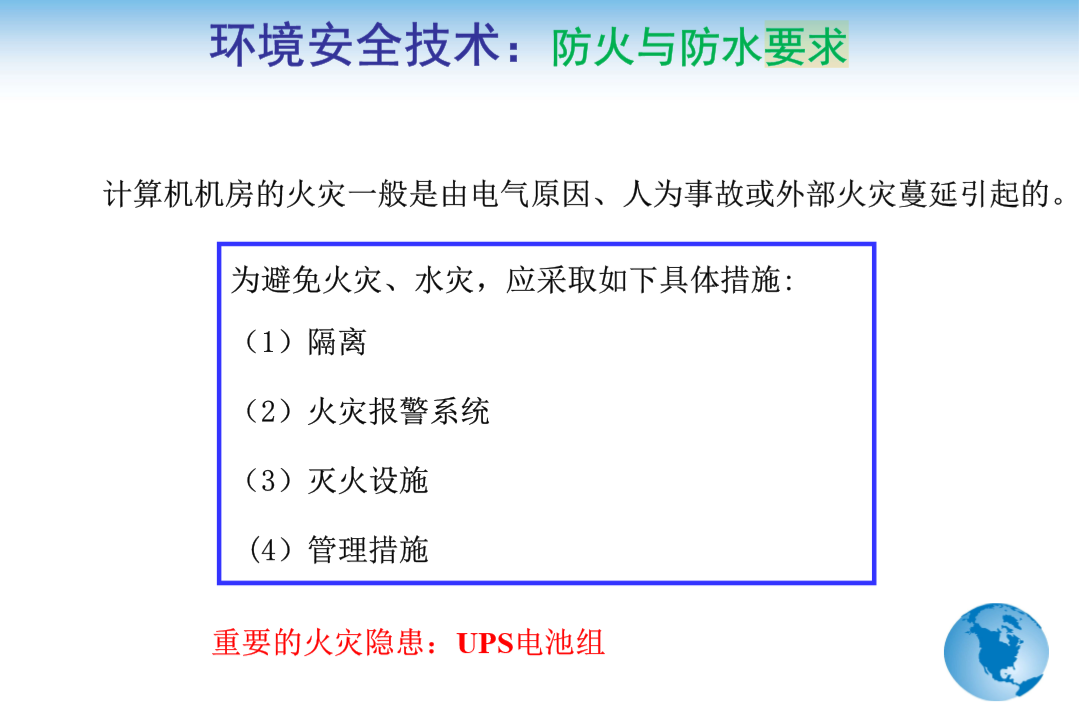 环境安全技术：防火与防水要求
计算机机房的火灾一般是由电气原因、人为事故或外部火灾蔓延引起的。
为避免火灾、水灾，应采取如下具体措施:
（1）隔离
（2）火灾报警系统
（3）灭火设施
(4）管理措施
重要的火灾隐患：UPS电池组